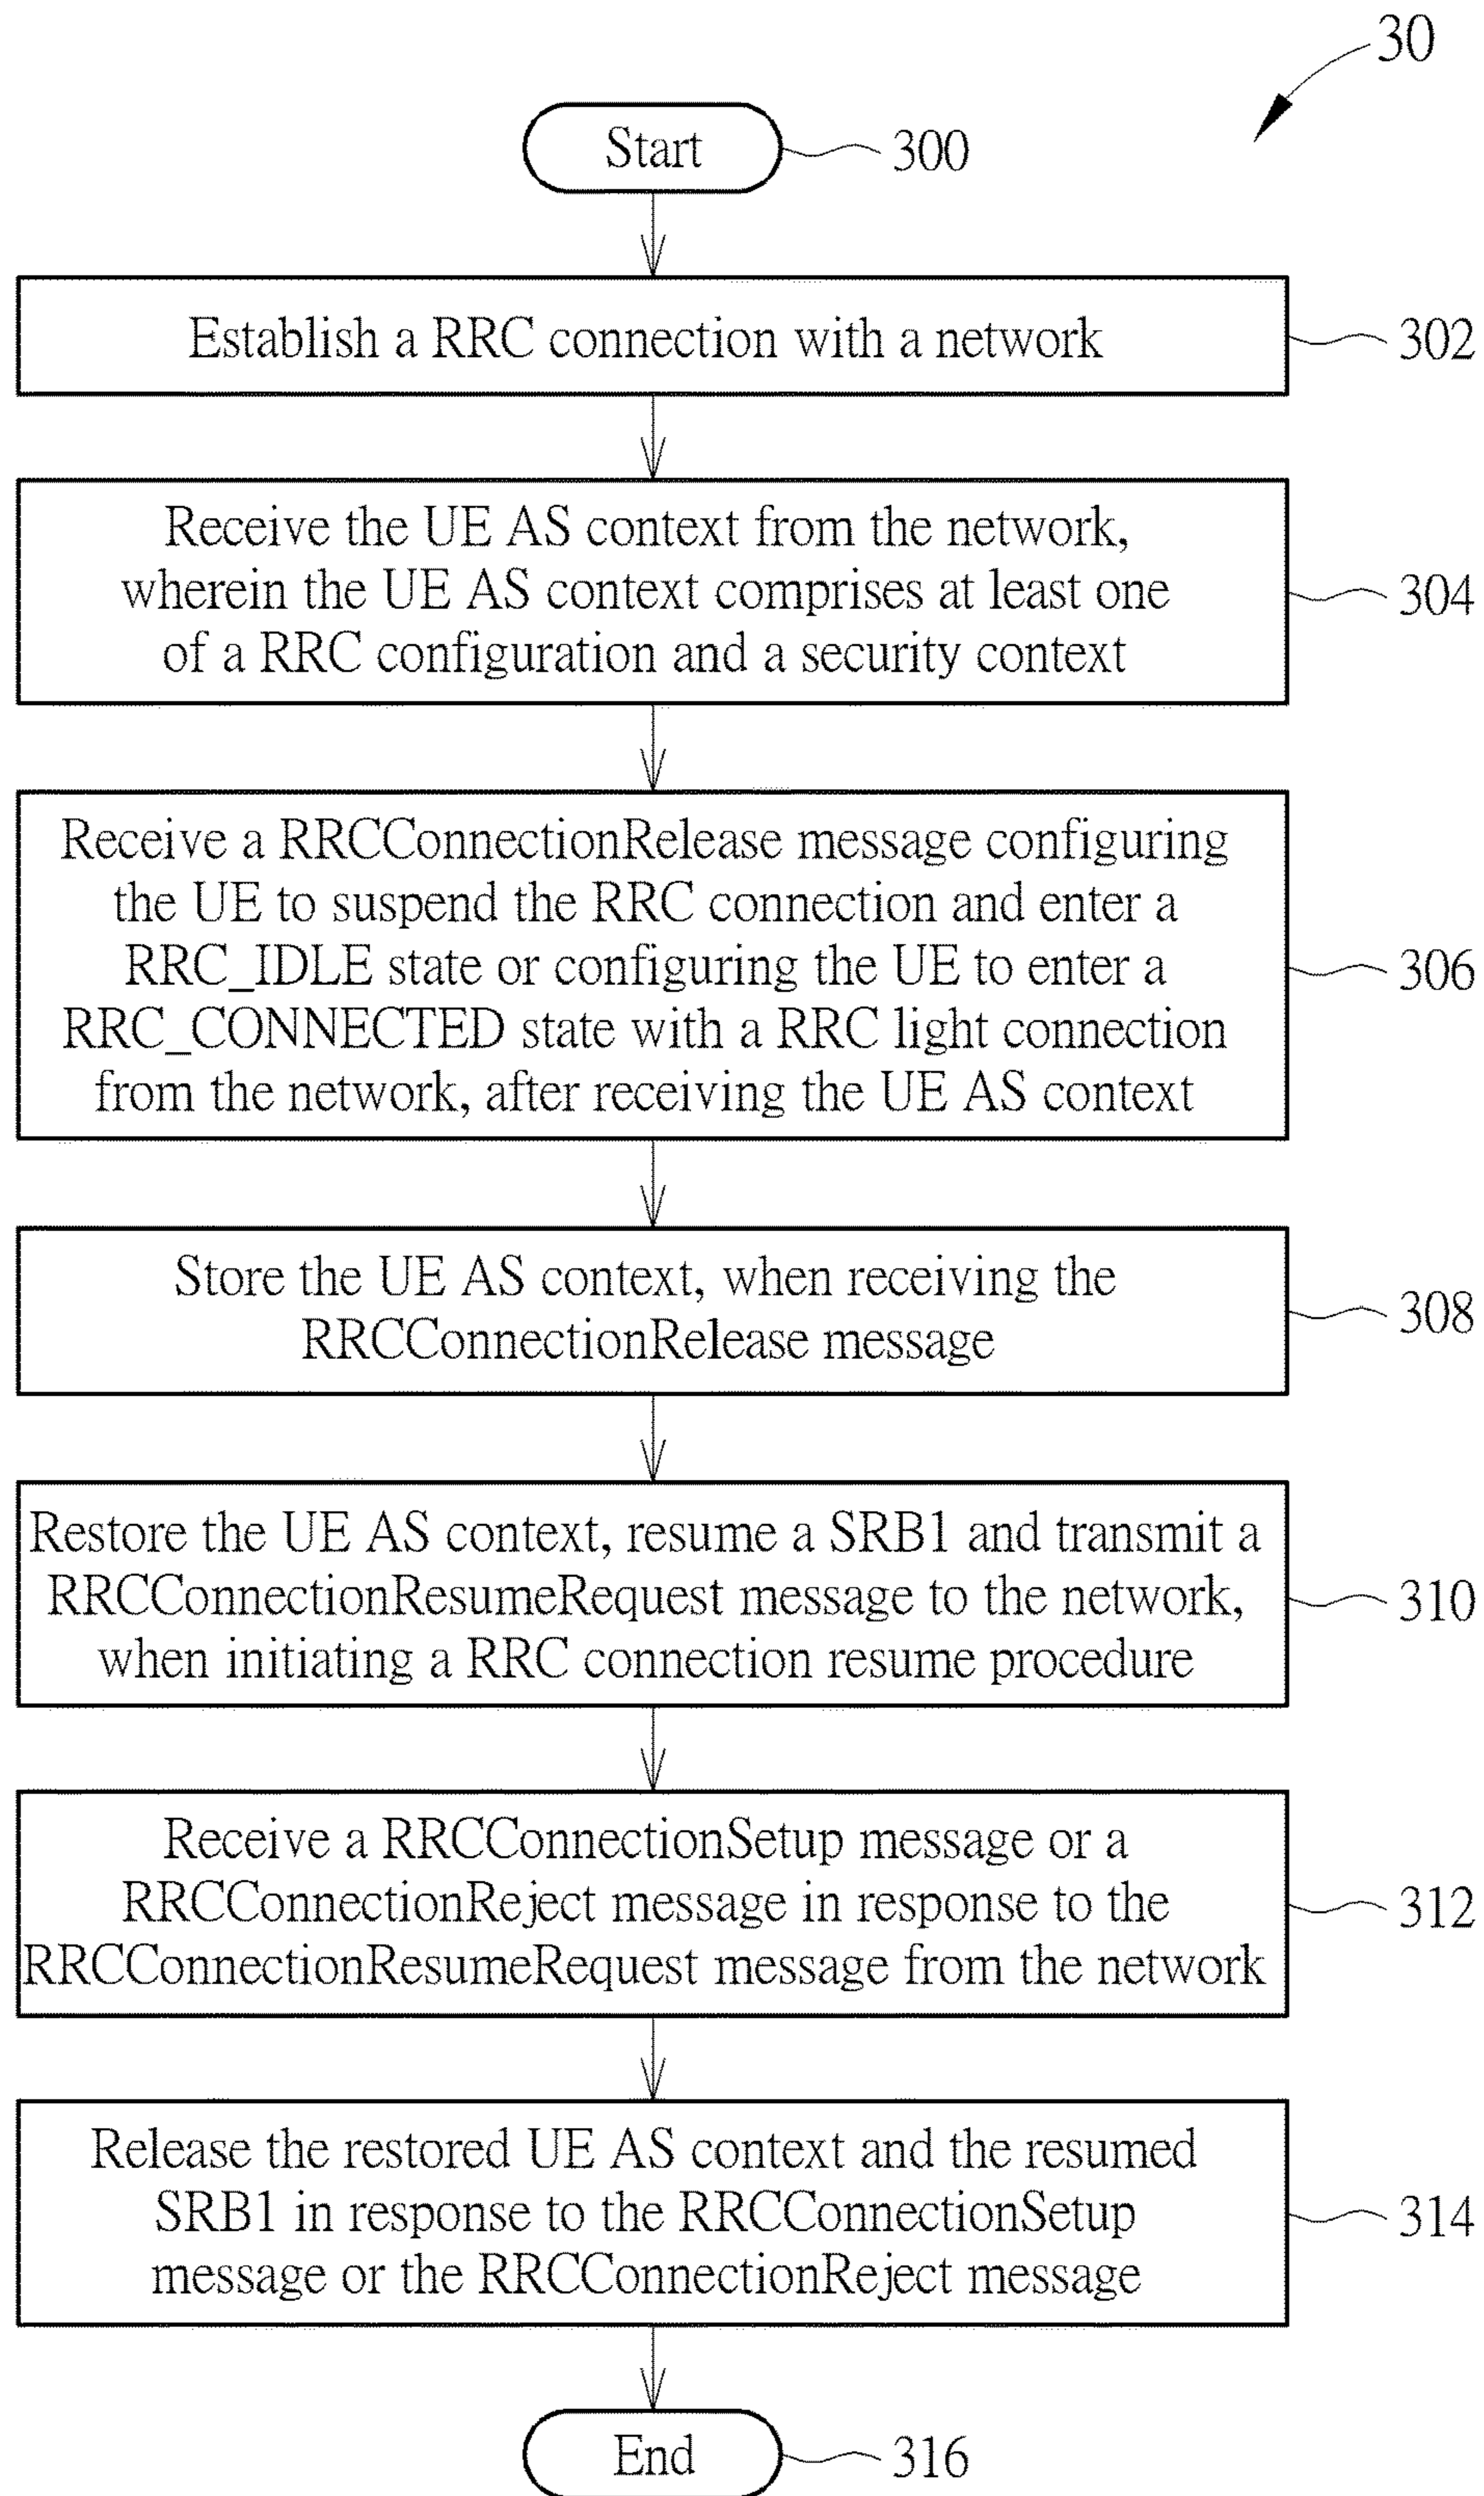 30
Start
300
Establish a RRC connection with a network
302
Receive the UE AS context from the network,
wherein the UE AS context comprises at least one
of a RRC configuration and a security context
304
Receive a RRCConnectionRelease message configuring
the UE to suspend the RRC connection and enter a
RRC_IDLE state or configuring the UE to enter a
RRC_CONNECTED state with a RRC light connection
from the network, after receiving the UE AS context
306
Store the UE AS context, when receiving the
RRCConnectionRelease message
308
Restore the UE AS context, resume a SRB1 and transmit a
RRCConnectionResumeRequest message to the network,
when initiating a RRC connection resume procedure
310
Receive a RRCConnectionSetup message or a
RRCConnectionReject message in response to the
RRCConnectionResumeRequest message from the network
312
Release the restored UE AS context and the resumed
SRB1 in response to the RRCConnectionSetup
message or the RRCConnectionReject message
314
End
316